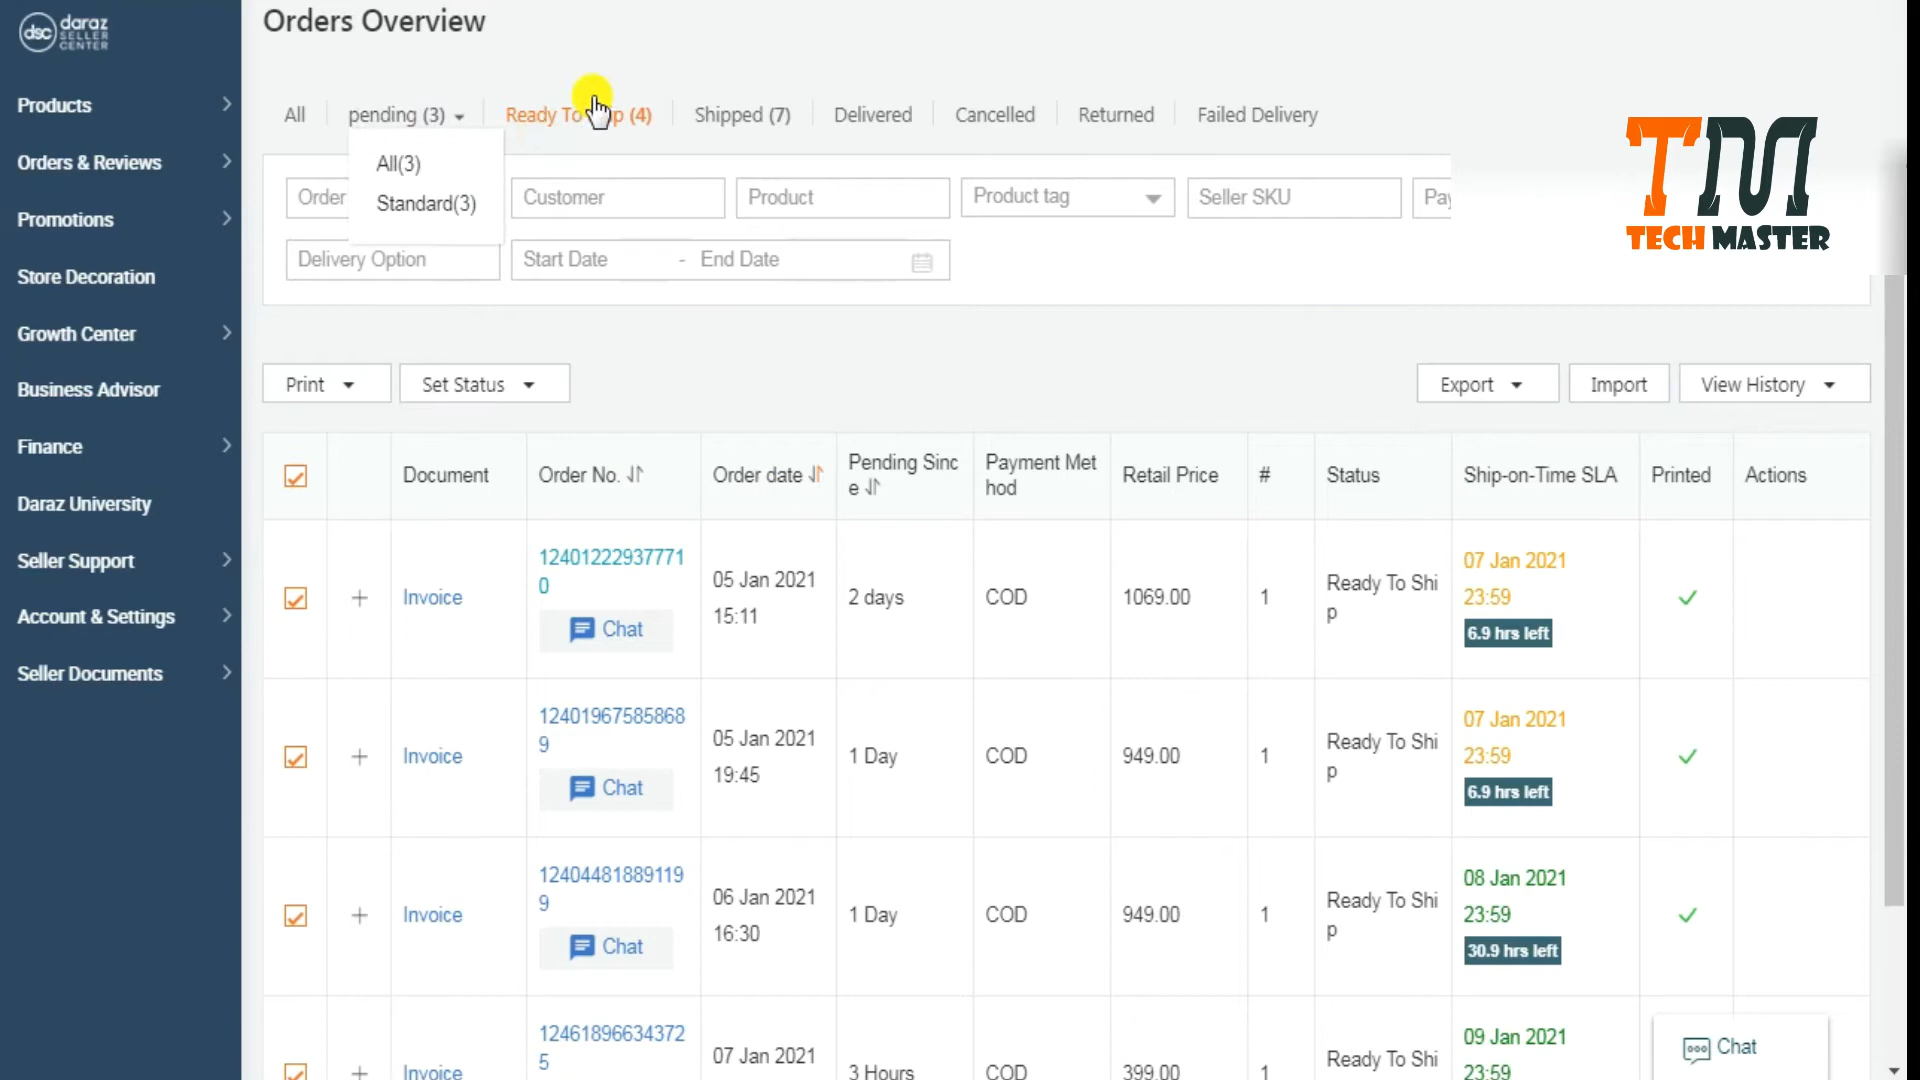 dsc daraz
SELLER
CENTER
Orders Overview
Products
Orders & Reviews
Promotions
Store Decoration
Growth Center
Business Advisor
Finance
Daraz University
Seller Support
Account & Settings
Seller Documents
All
pending (3)
Ready To
p (4)
Shipped (7)
Delivered
Cancelled
Returned
Failed Delivery
All(3)
Standard(3)
Order
Customer
Product
Product tag
Seller SKU
Pay
Delivery Option
Start Date - End Date
TM
TECH MASTER
Print
Set Status
Export
Import
View History
Document
Order No.
Order date
Pending Sinc
e
Payment Met
hod
Retail Price
#
Status
Ship-on-Time SLA
Printed
Actions
Invoice
12401222937771
0
Chat
05 Jan 2021
15:11
2 days
COD
1069.00
1
Ready To Shi
p
07 Jan 2021
23:59
6.9 hrs left
Invoice
12401967585868
9
Chat
05 Jan 2021
19:45
1 Day
COD
949.00
1
Ready To Shi
p
07 Jan 2021
23:59
6.9 hrs left
Invoice
12404481889119
9
Chat
06 Jan 2021
16:30
1 Day
COD
949.00
1
Ready To Shi
p
08 Jan 2021
23:59
30.9 hrs left
Invoice
12461896634372
5
07 Jan 2021
3 Hours
COD
399.00
1
Ready To Shi
09 Jan 2021
23:59
Chat